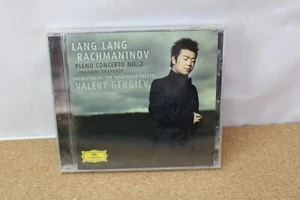 LANG LANG
RACHMANINOV
PIANO CONCERTO NO. 2
PAGANINI RHAPSODY
ORCHESTRA OF THE MARIINSKY THEATRE
VALERY GERGIEV